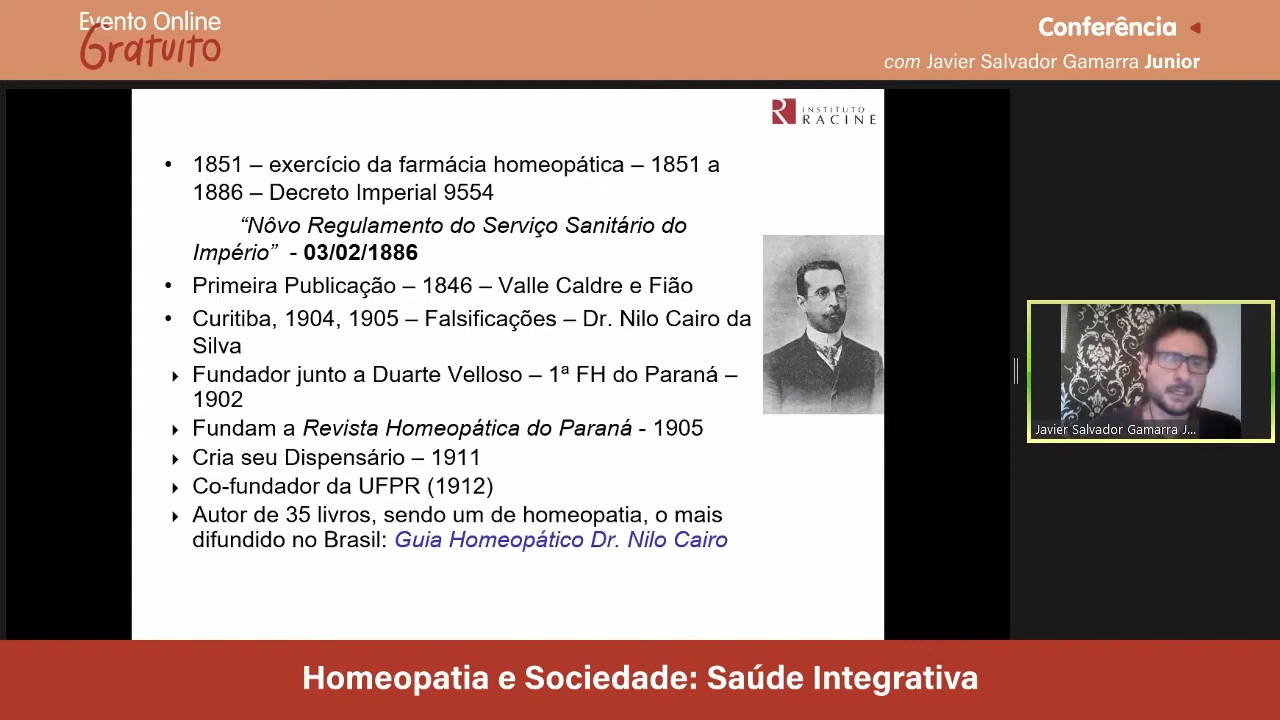 Evento Online
Gratuito
Conferência
com Javier Salvador Gamarra Junior
INSTITUTO
RACINE
• 1851 – exercício da farmácia homeopática – 1851 a
1886 – Decreto Imperial 9554
“Nôvo Regulamento do Serviço Sanitário do
Império” - 03/02/1886
• Primeira Publicação – 1846 – Valle Caldre e Fião
• Curitiba, 1904, 1905 – Falsificações – Dr. Nilo Cairo da
Silva
Fundador junto a Duarte Velloso – 1ª FH do Paraná –
1902
Fundam a Revista Homeopática do Paraná - 1905
Cria seu Dispensário – 1911
Co-fundador da UFPR (1912)
Autor de 35 livros, sendo um de homeopatia, o mais
difundido no Brasil: Guia Homeopático Dr. Nilo Cairo
Javier Salvador Gamarra J...
Homeopatia e Sociedade: Saúde Integrativa